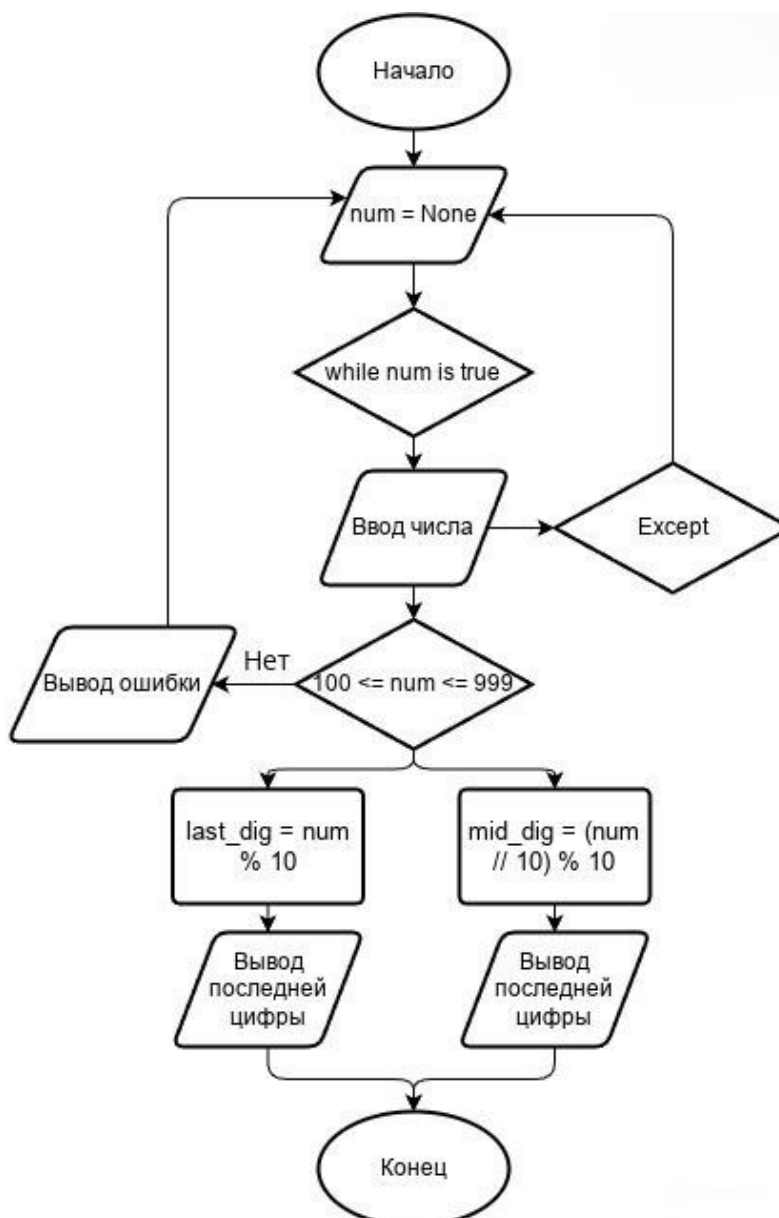 Начало
num = None
while num is true
Ввод числа
Except
Нет
Вывод ошибки
100 <= num <= 999
last_dig = num
% 10
mid_dig = (num
// 10) % 10
Вывод
последней
цифры
Вывод
последней
цифры
Конец